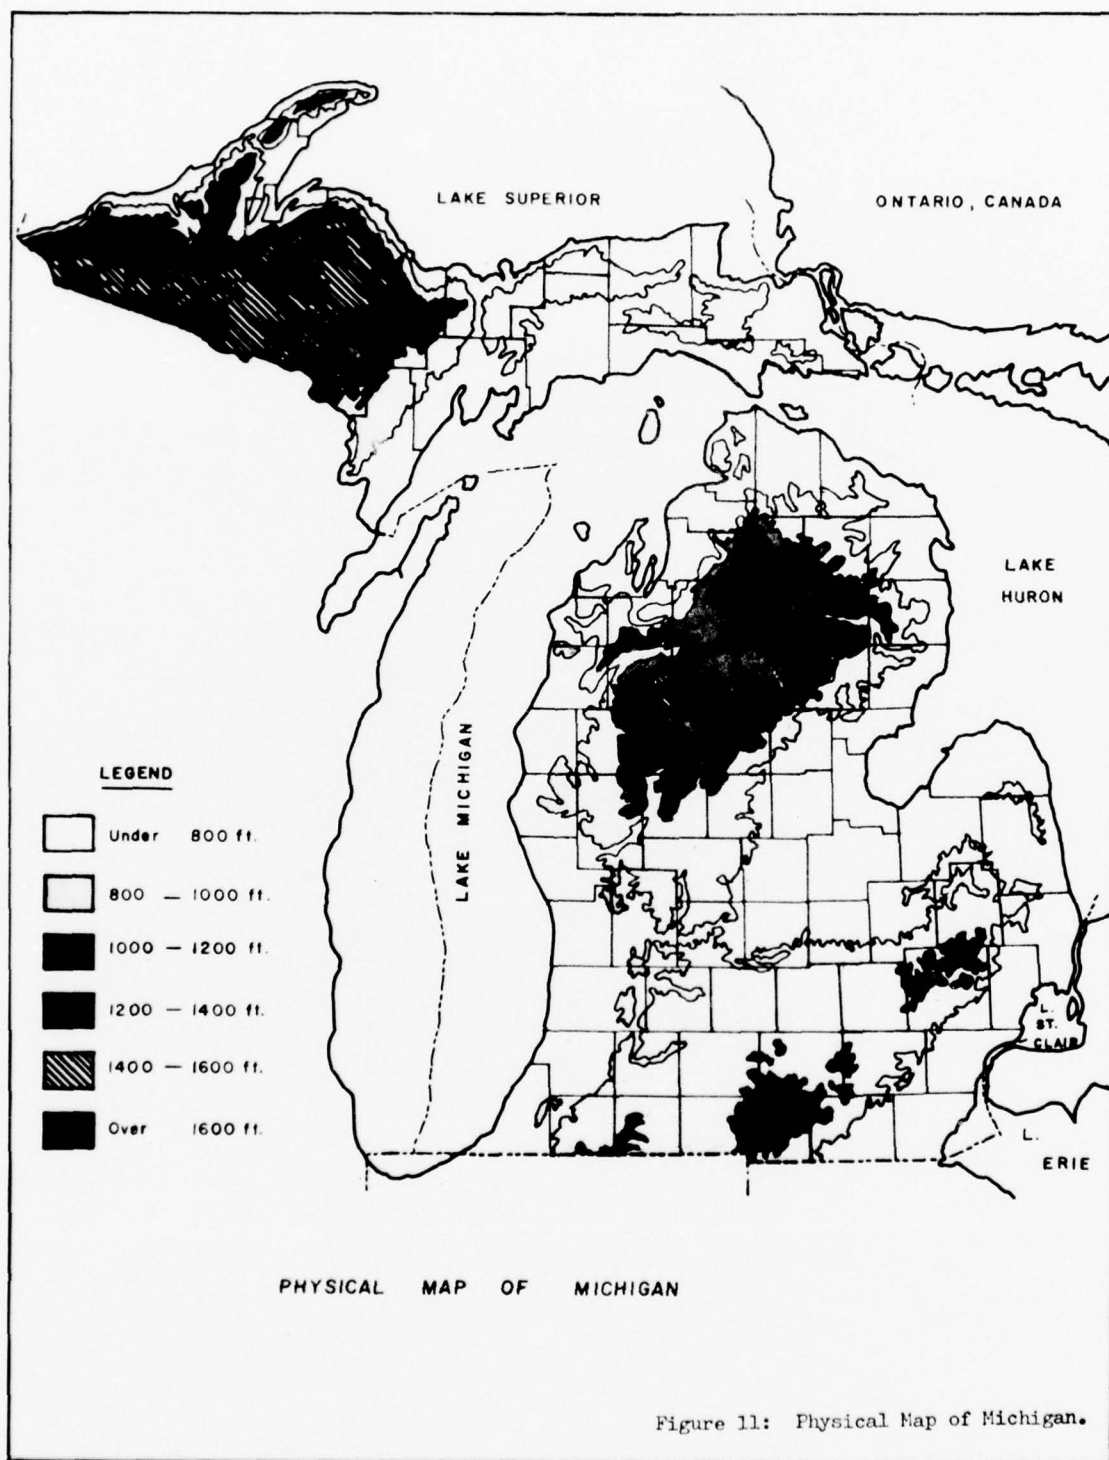 LAKE SUPERIOR
ONTARIO, CANADA
LAKE
HURON
LAKE MICHIGAN
LEGEND
Under 800 ft.
800 — 1000 ft.
1000 — 1200 ft.
1200 — 1400 ft.
1400 — 1600 ft.
Over 1600 ft.
L.
ST.
CLAIR
L.
ERIE
PHYSICAL MAP OF MICHIGAN
Figure 11: Physical Map of Michigan.